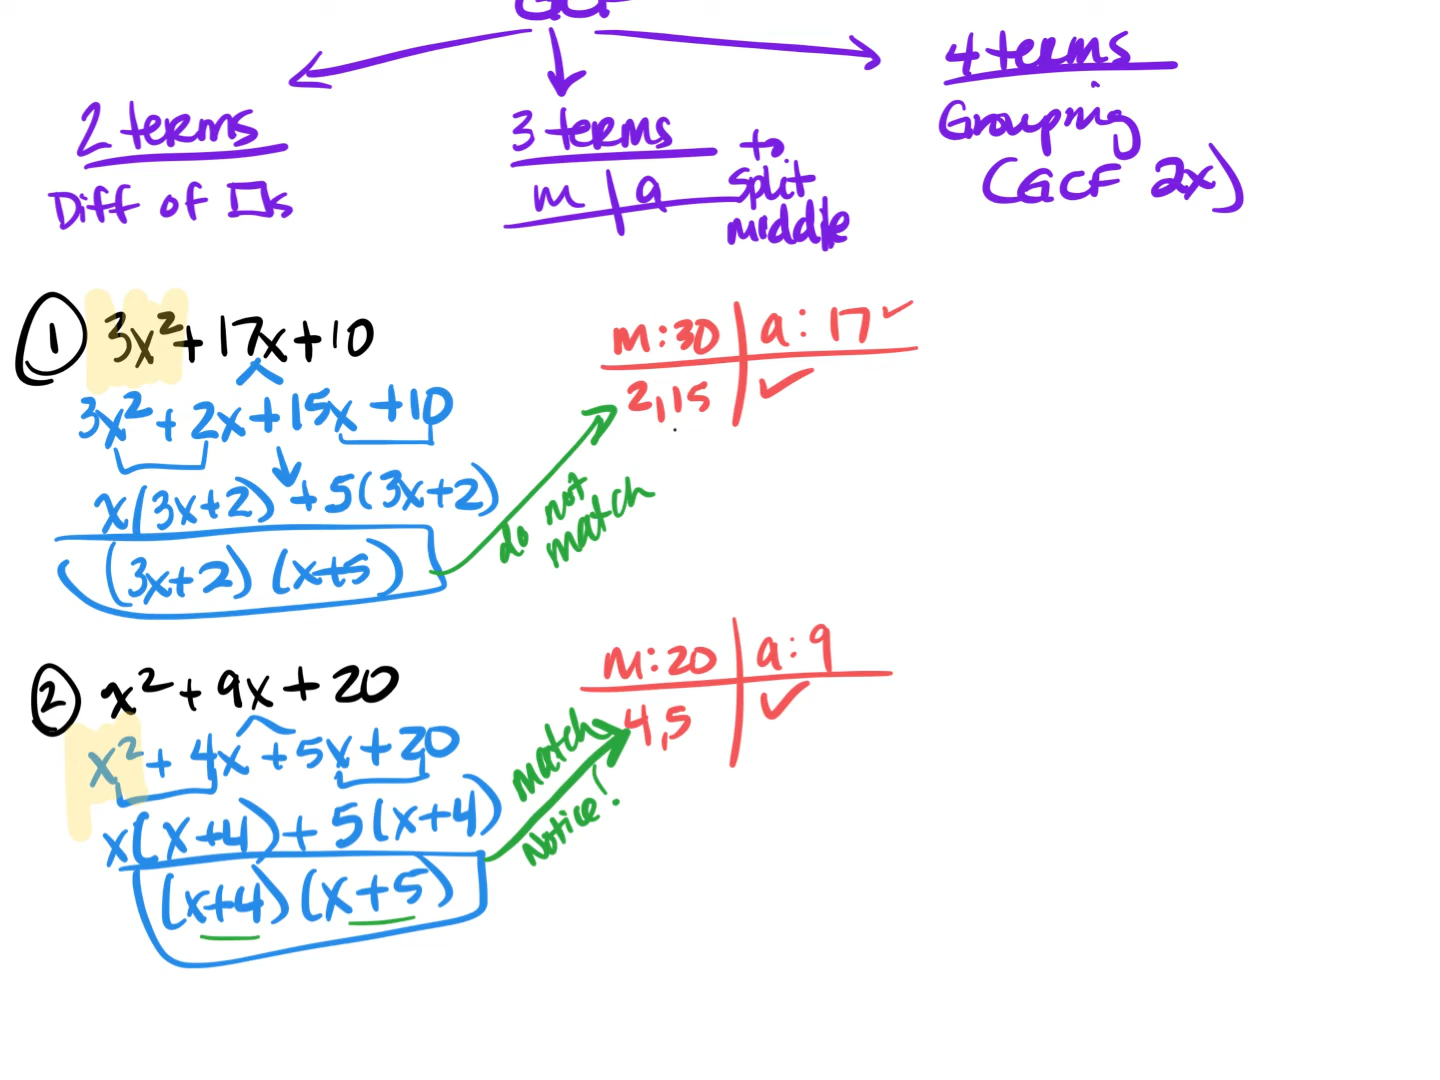 GCF
2 terms
Diff of □s
3 terms
m | a
to split middle
4 terms
Grouping
(GCF 2x)
① 3x² + 17x + 10
3x² + 2x + 15x + 10
x(3x+2) + 5(3x+2)
(3x+2)(x+5)
m: 30 | a: 17 ✓
2, 15 | ✓
do not match
② x² + 9x + 20
x² + 4x + 5x + 20
x(x+4) + 5(x+4)
(x+4)(x+5)
m: 20 | a: 9
4, 5 | ✓
match
Notice!